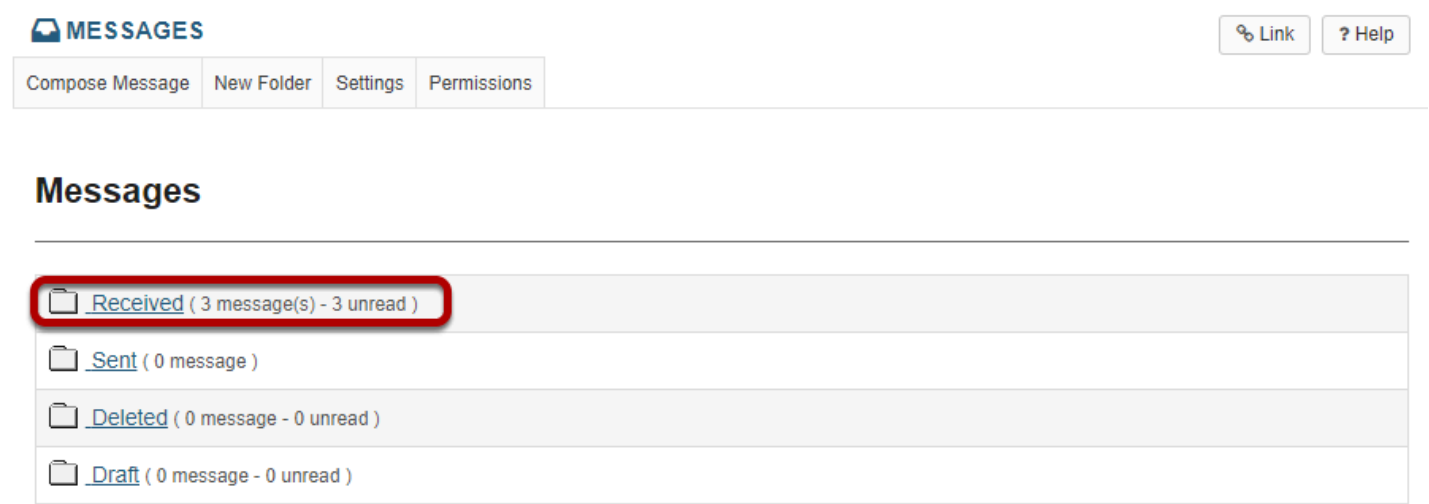 MESSAGES
Link
? Help
Compose Message
New Folder
Settings
Permissions
Messages
Received ( 3 message(s) - 3 unread )
Sent ( 0 message )
Deleted ( 0 message - 0 unread )
Draft ( 0 message - 0 unread )